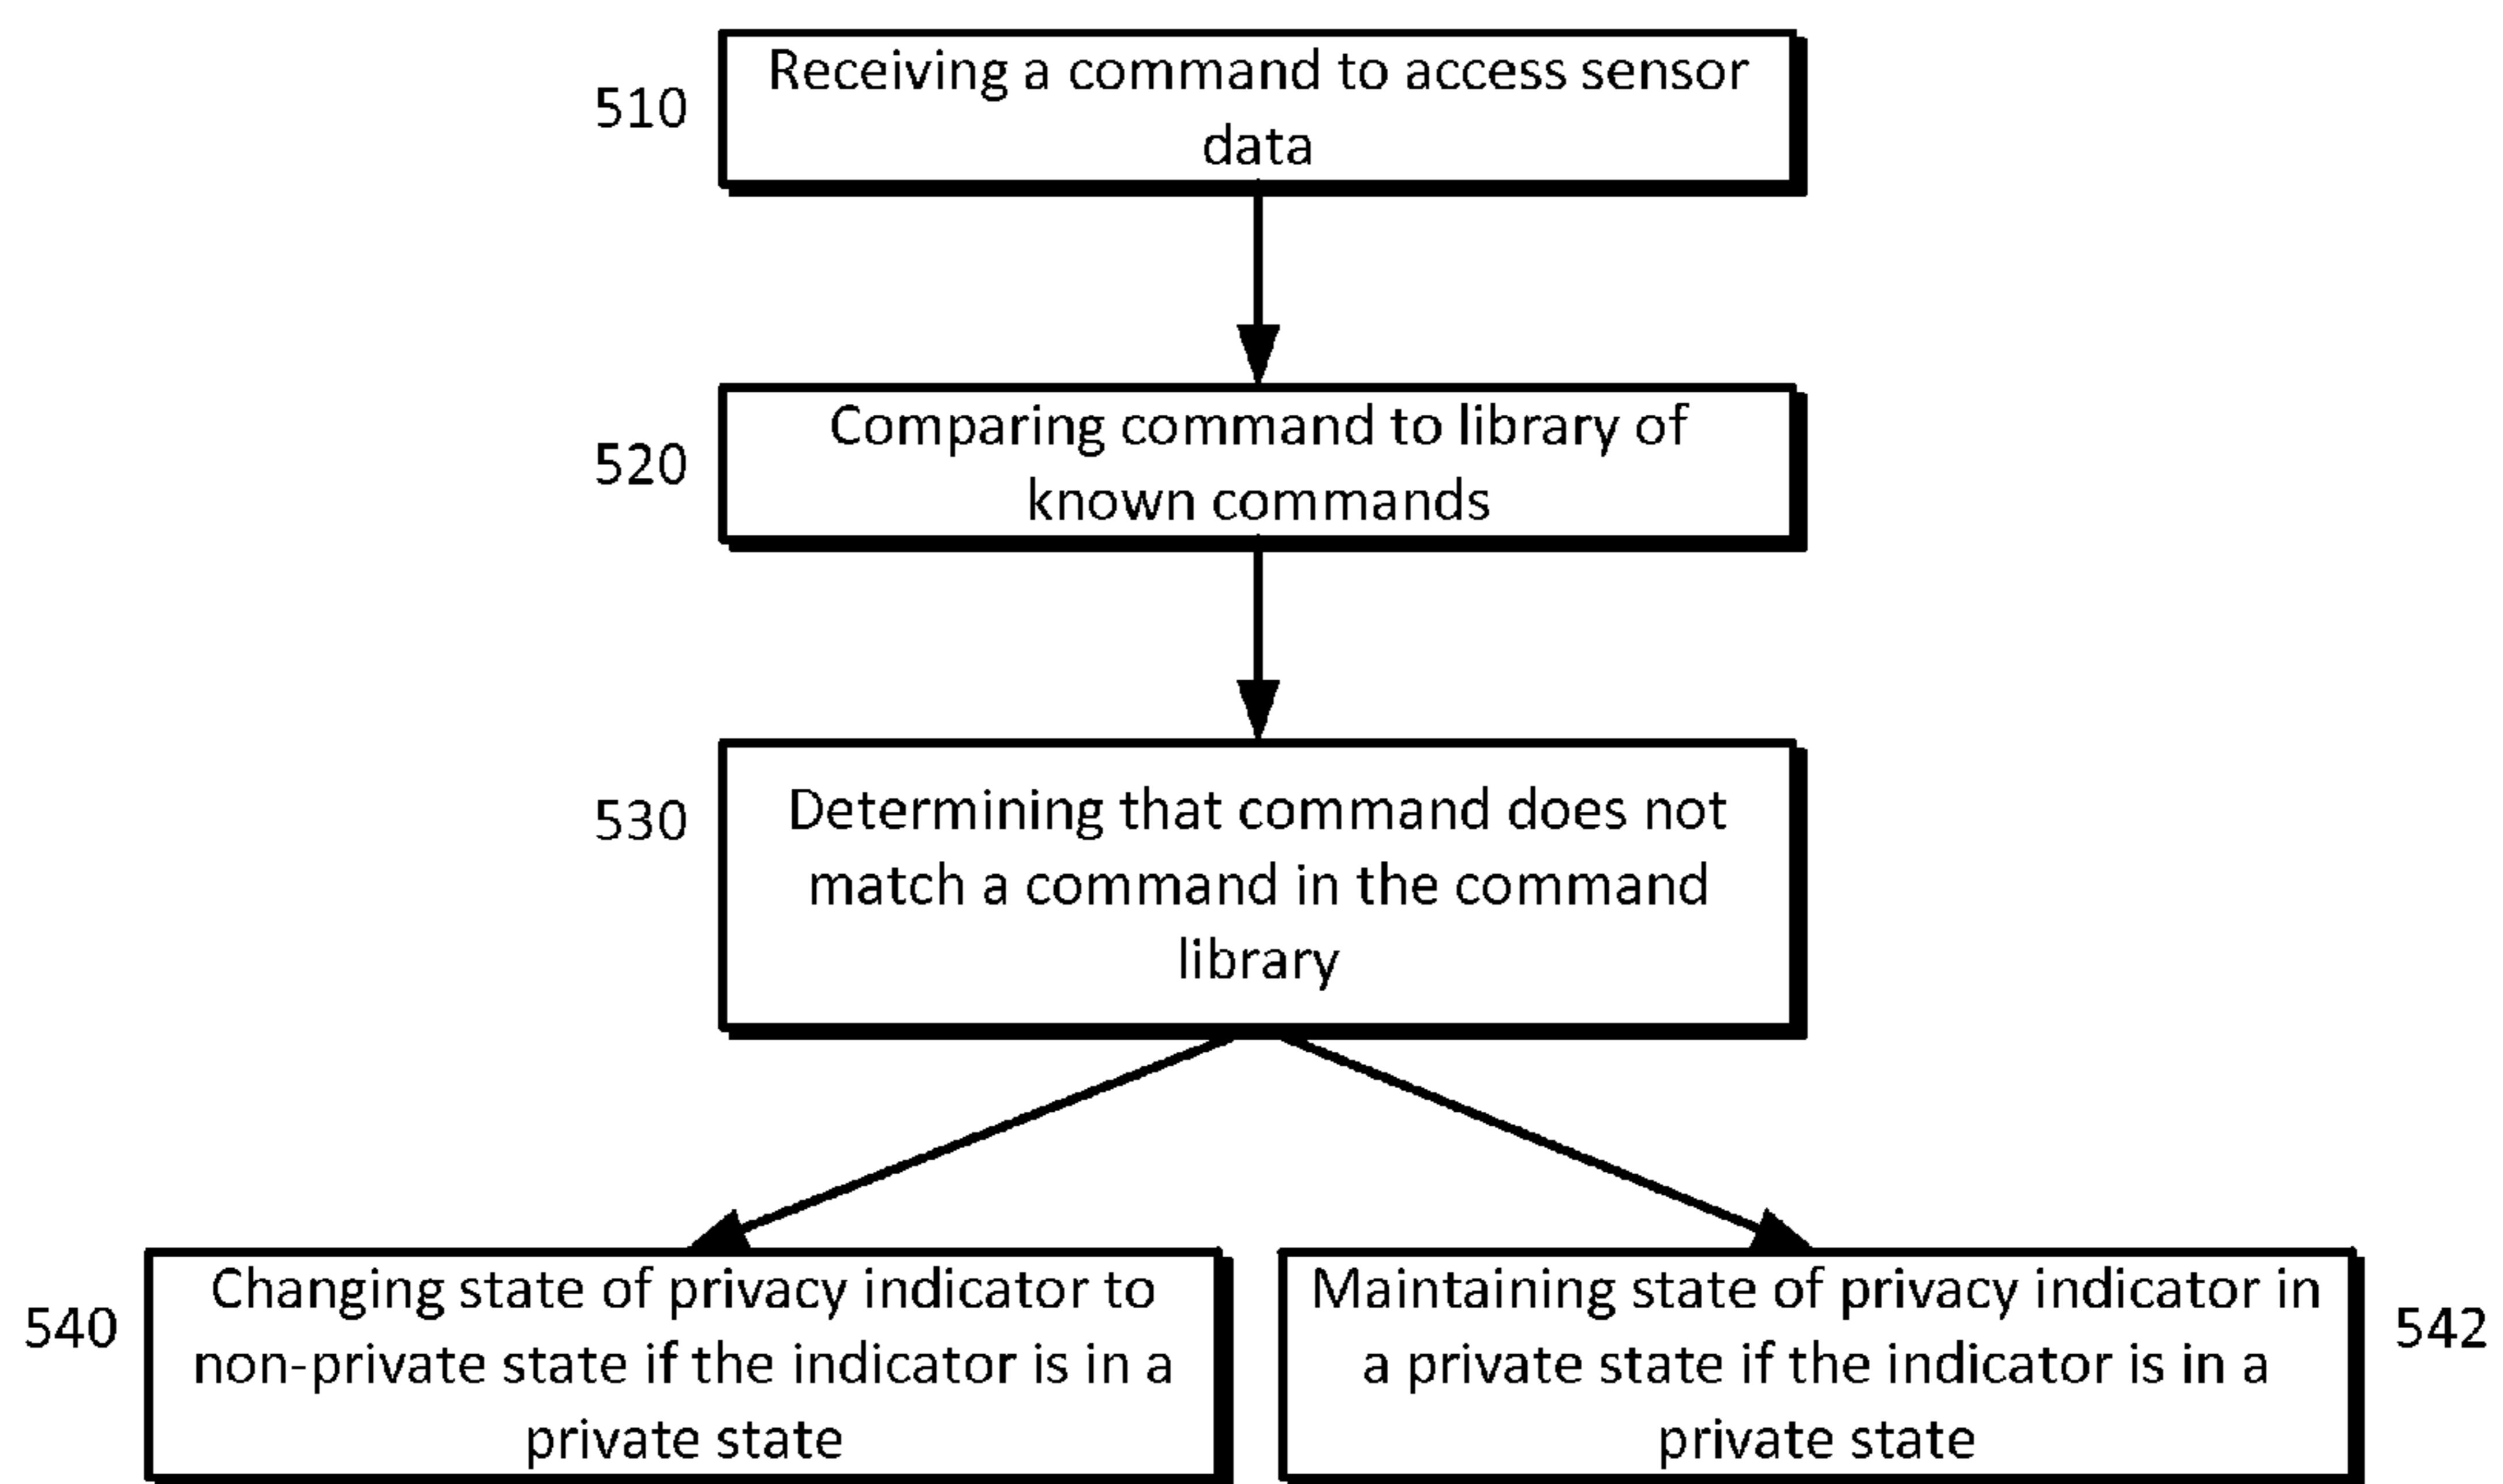 510
Receiving a command to access sensor
data
520
Comparing command to library of
known commands
530
Determining that command does not
match a command in the command
library
540
Changing state of privacy indicator to
non-private state if the indicator is in a
private state
Maintaining state of privacy indicator in
a private state if the indicator is in a
private state
542